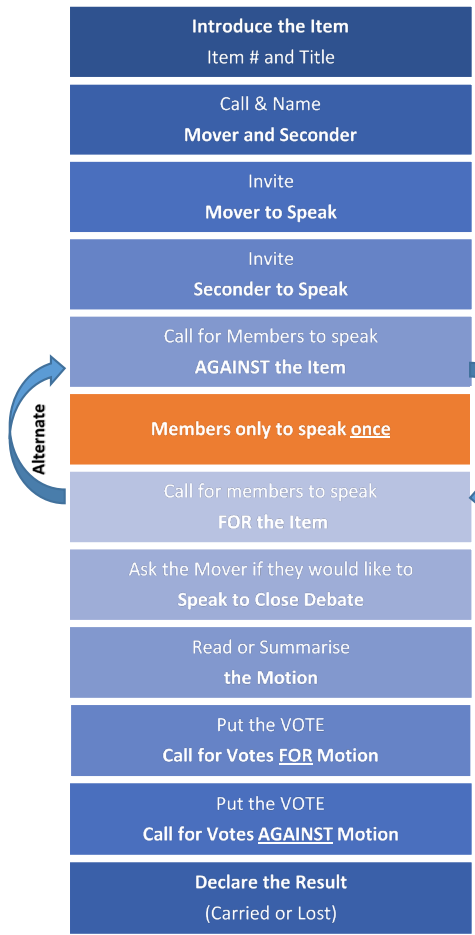 Introduce the Item
Item # and Title
Call & Name
Mover and Seconder
Invite
Mover to Speak
Invite
Seconder to Speak
Call for Members to speak
AGAINST the Item
Alternate
Members only to speak once
Call for members to speak
FOR the Item
Ask the Mover if they would like to
Speak to Close Debate
Read or Summarise
the Motion
Put the VOTE
Call for Votes FOR Motion
Put the VOTE
Call for Votes AGAINST Motion
Declare the Result
(Carried or Lost)